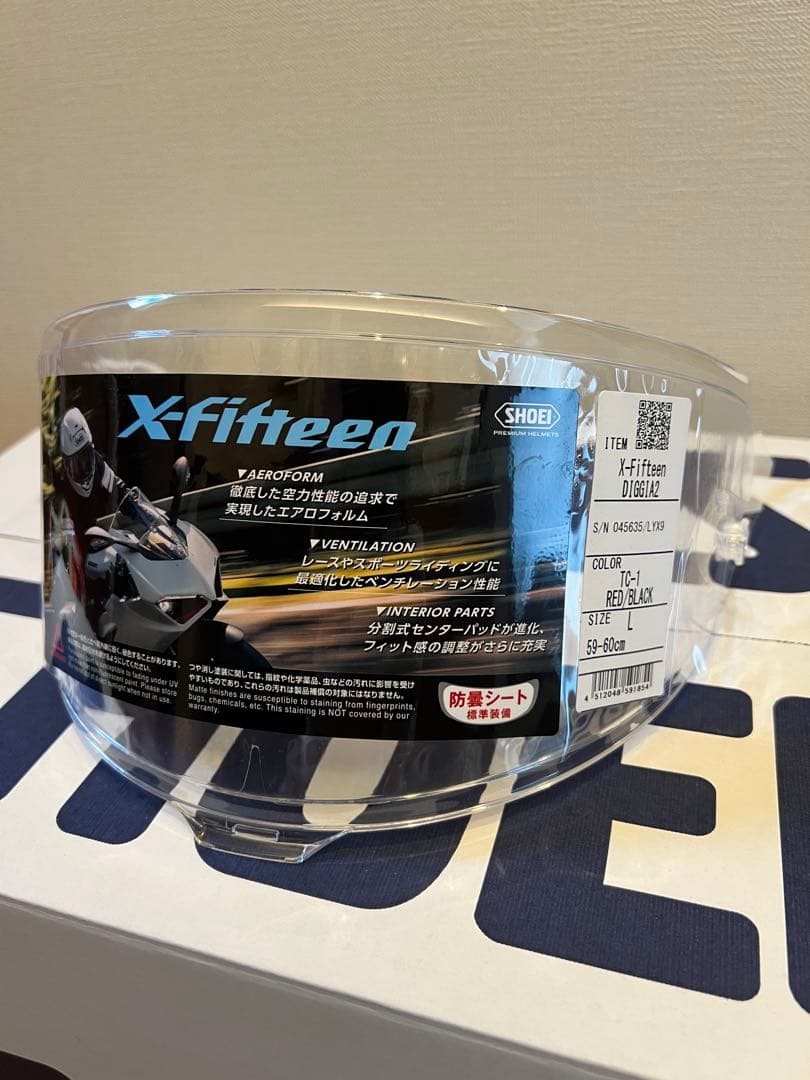 X-Fifteen
SHOEI
PREMIUM HELMETS
▼AEROFORM
徹底した空力性能の追求で
実現したエアロフォルム
▼VENTILATION
レースやスポーツライディングに
最適化したベンチレーション性能
▼INTERIOR PARTS
分割式センターパッドが進化、
フィット感の調整がさらに充実
つや消し塗装に関しては、指紋や化学薬品、虫などの汚れに影響を受け
やすいものであり、これらの汚れは製品補償の対象にはなりません。
Matte finishes are susceptible to staining from fingerprints,
bugs, chemicals, etc. This staining is NOT covered by our
warranty.
防曇シート
標準装備
ITEM
X-Fifteen
DIGGIA2
S/N 045635/LYX9
COLOR
TC-1
RED/BLACK
SIZE L
59-60cm
4 512048 591854